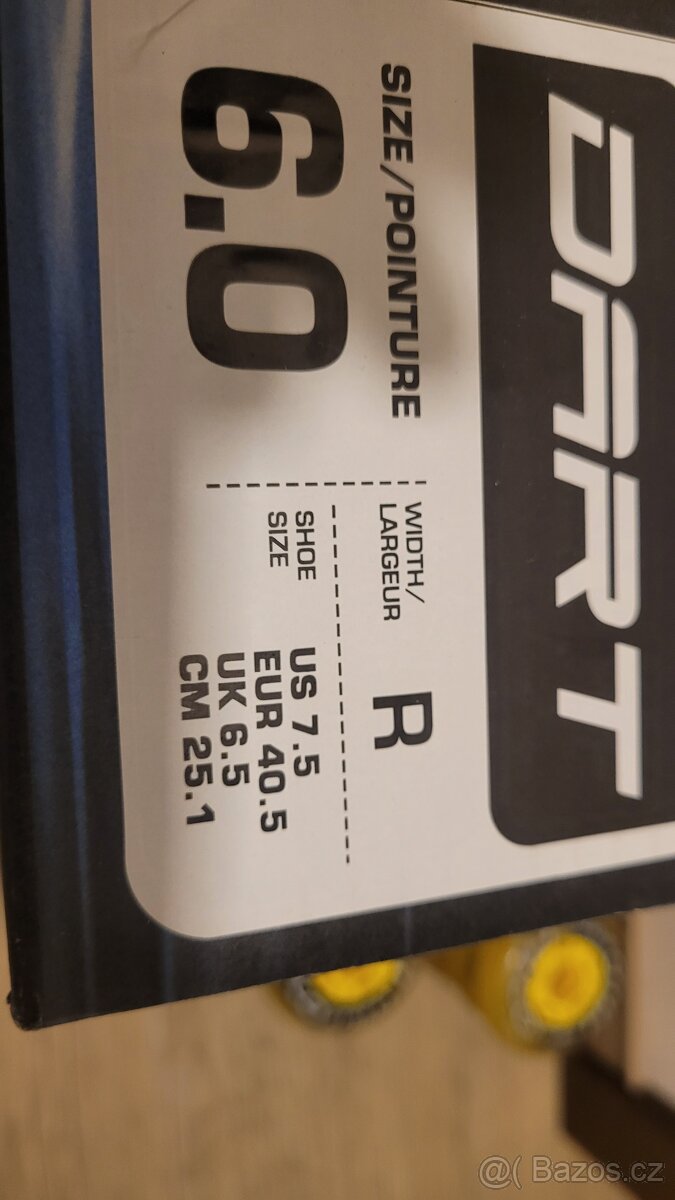 DART
SIZE/POINTURE
6.0
WIDTH/
LARGEUR
R
SHOE
SIZE
US 7.5
EUR 40.5
UK 6.5
CM 25.1
@( Bazos.cz